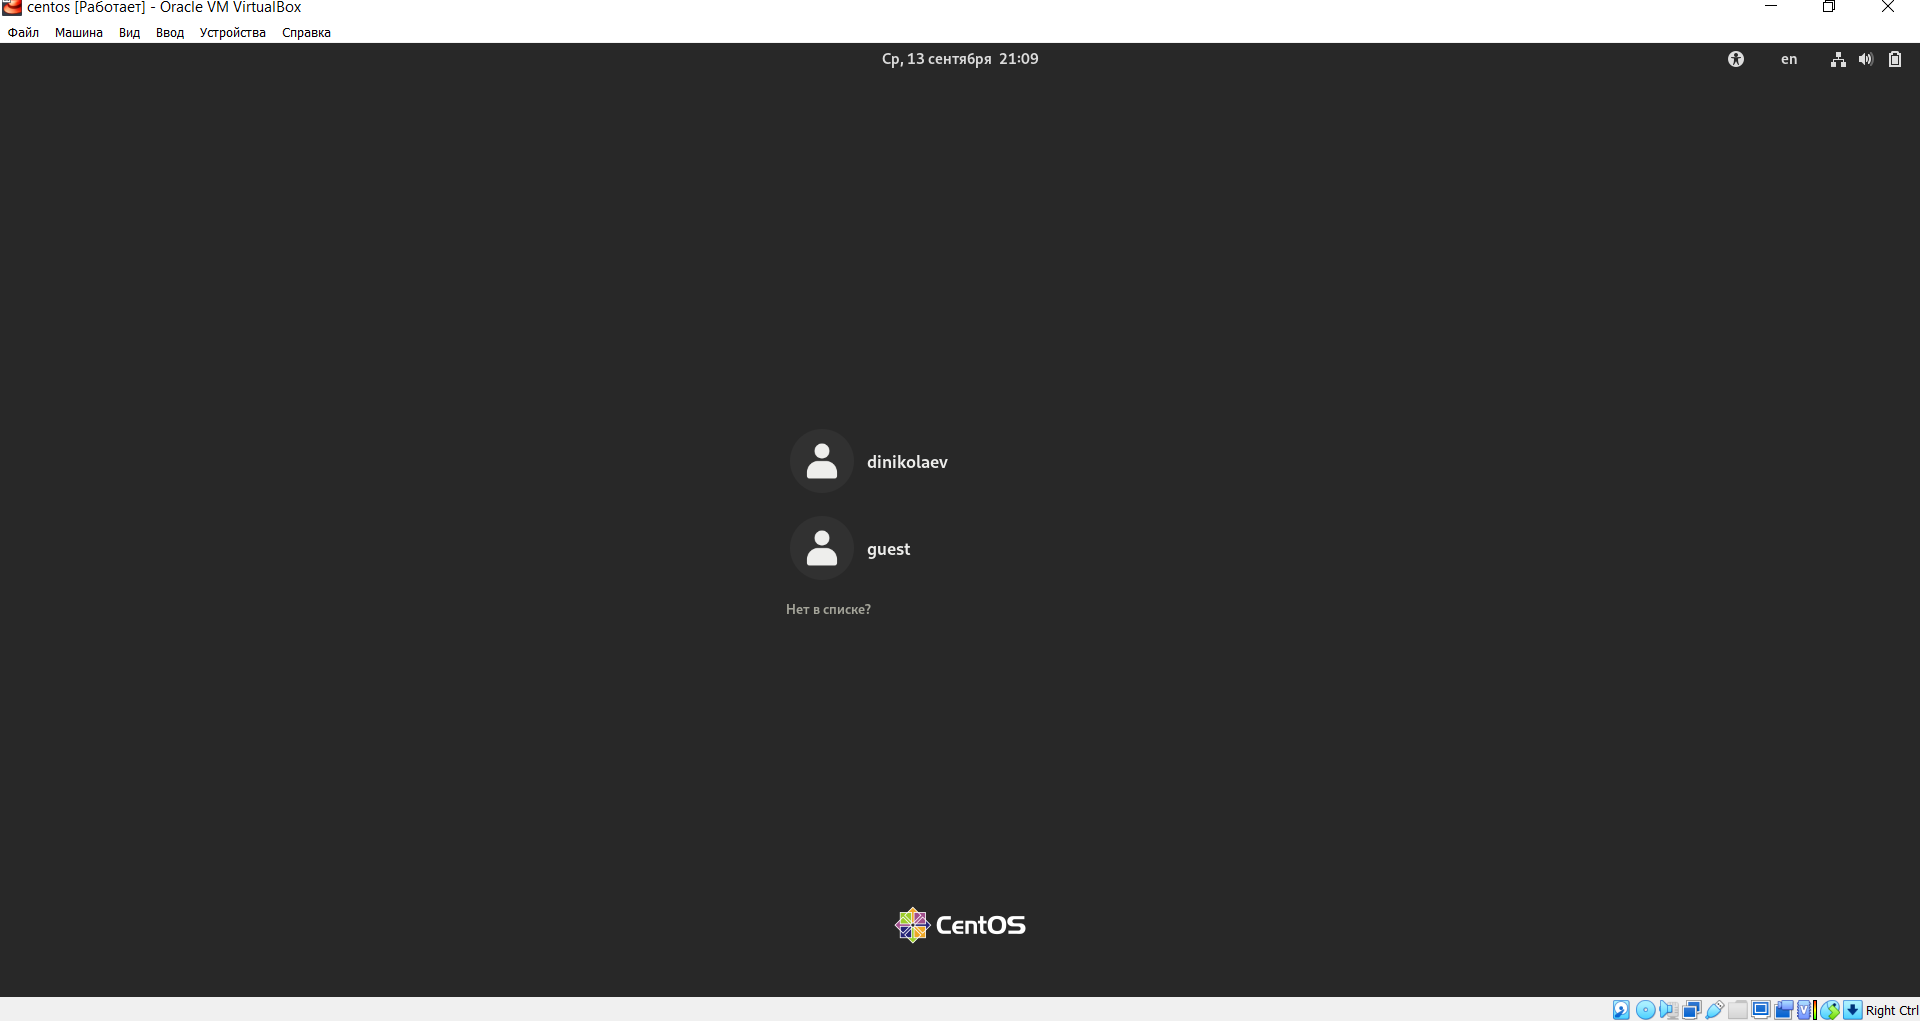 centos [Работает] - Oracle VM VirtualBox
Файл Машина Вид Ввод Устройства Справка
Ср, 13 сентября 21:09
en
dinikolaev
guest
Нет в списке?
CentOS
Right Ctrl